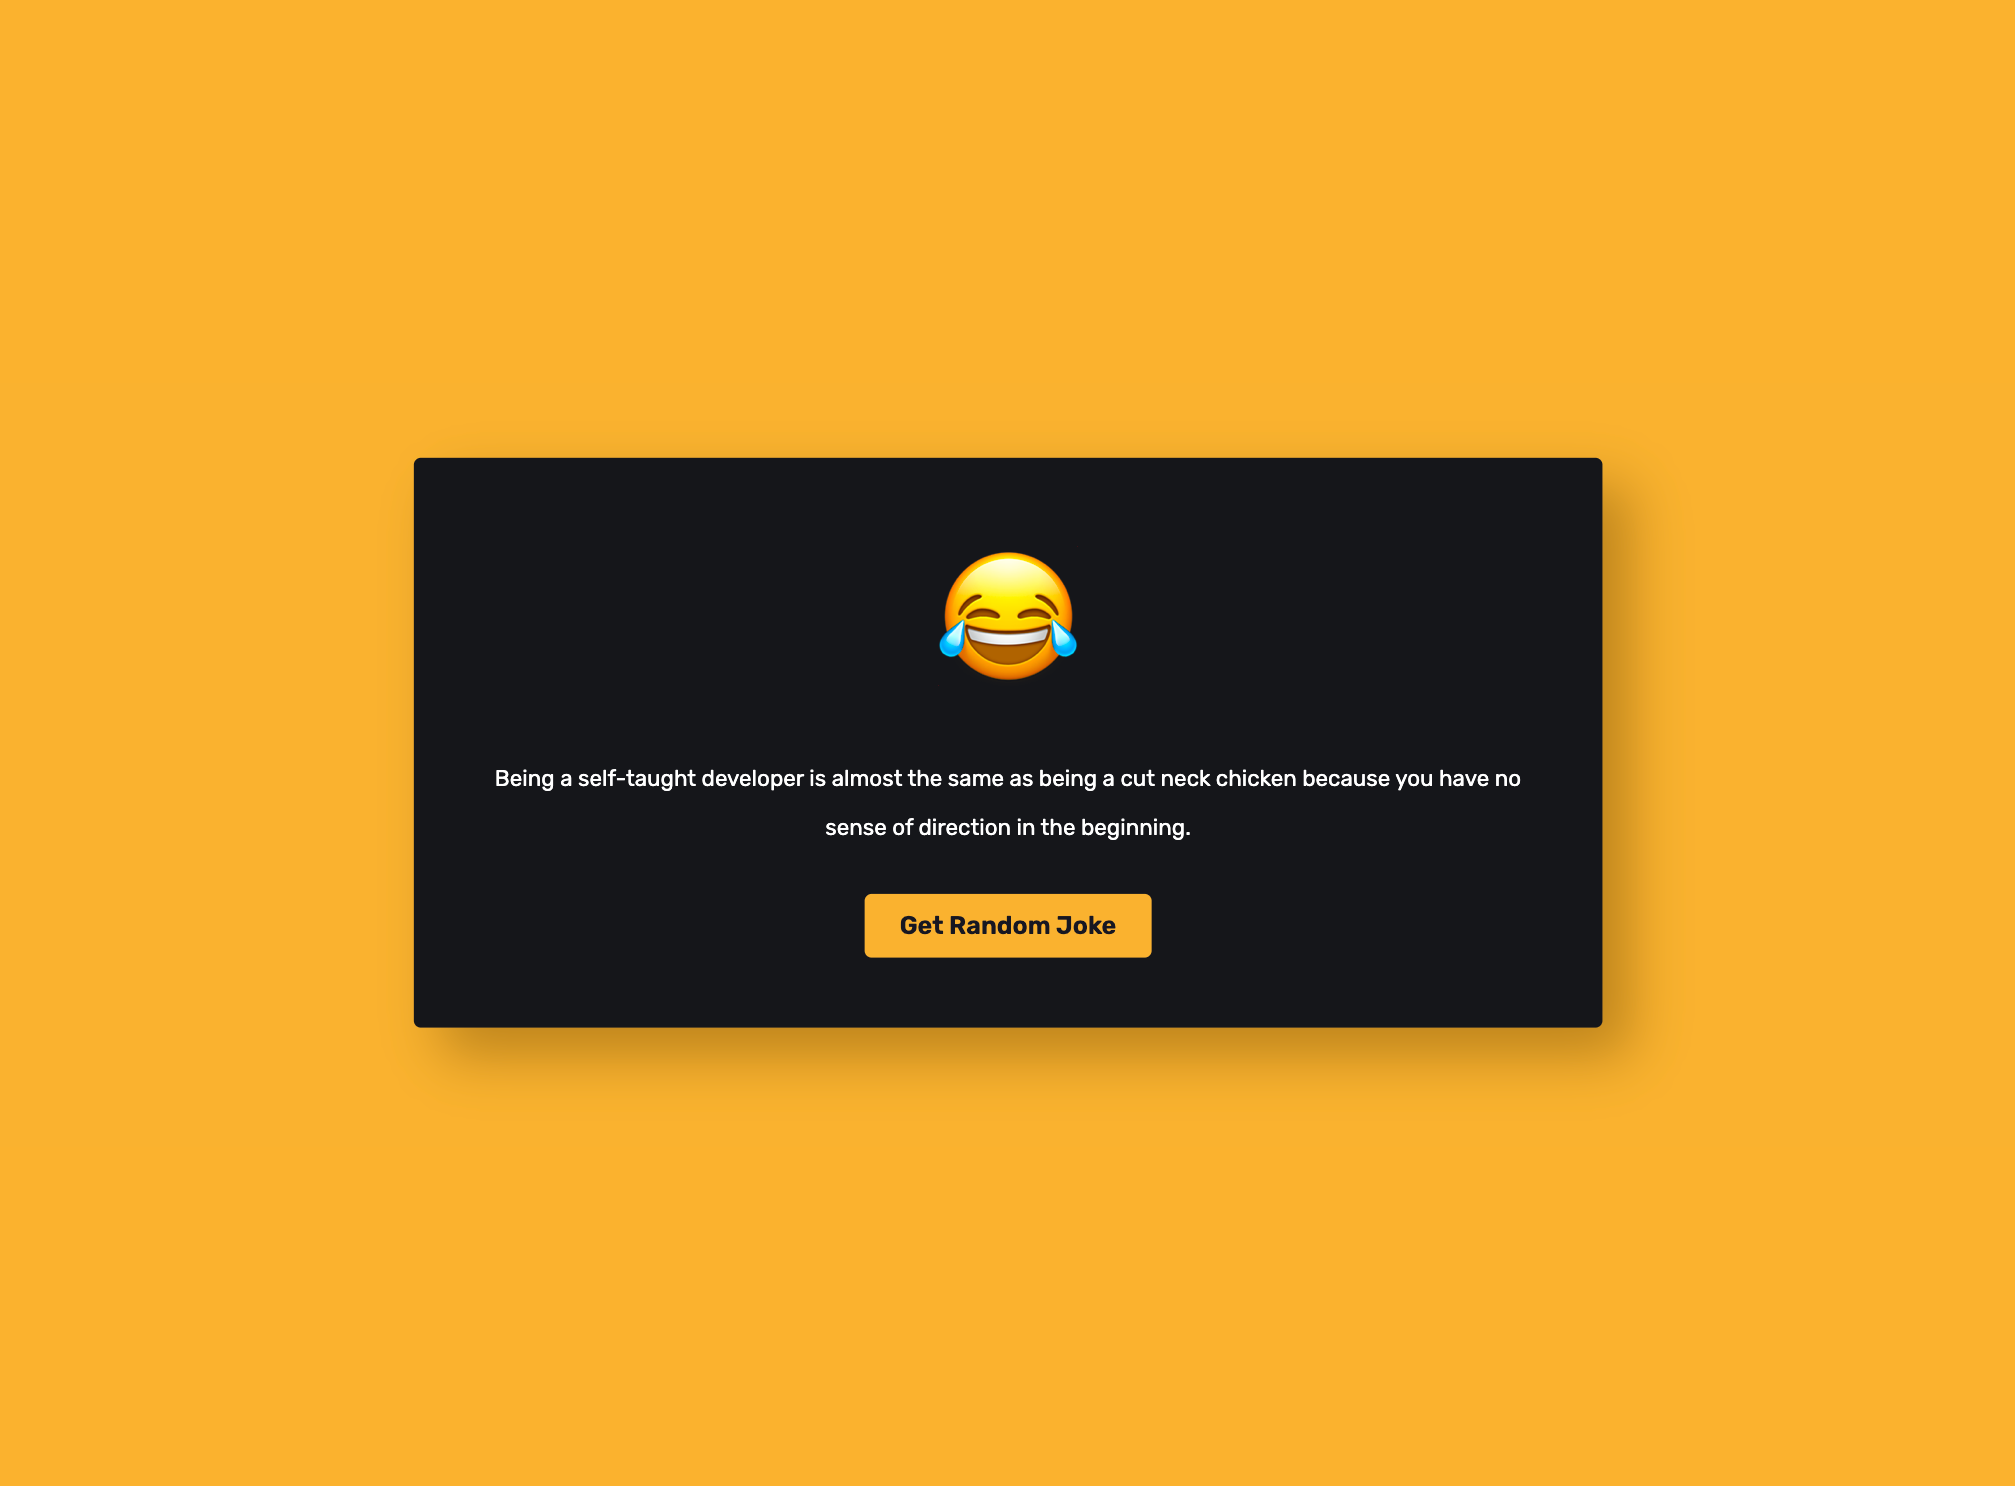 Being a self-taught developer is almost the same as being a cut neck chicken because you have no
sense of direction in the beginning.
Get Random Joke